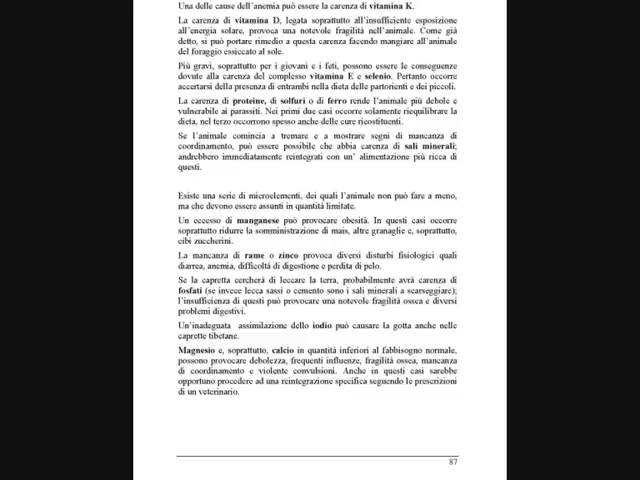 Una delle cause dell'anemia può essere la carenza di vitamina K.
La carenza di vitamina D, legata soprattutto all'insufficiente esposizione
all'energia solare, provoca una notevole fragilità nell'animale. Come già
detto, si può portare rimedio a questa carenza facendo mangiare all'animale
del foraggio essiccato al sole.
Più gravi, soprattutto per i giovani e i feti, possono essere le conseguenze
dovute alla carenza del complesso vitamina E e selenio. Pertanto occorre
accertarsi della presenza di entrambi nella dieta delle partorienti e dei piccoli.
La carenza di proteine, di solfuri o di ferro rende l'animale più debole e
vulnerabile ai parassiti. Nei primi due casi occorre solamente riequilibrare la
dieta, nel terzo occorrono spesso anche delle cure ricostituenti.
Se l'animale comincia a tremare e a mostrare segni di mancanza di
coordinamento, può essere possibile che abbia carenza di sali minerali;
andrebbero immediatamente reintegrati con un' alimentazione più ricca di
questi.
Esiste una serie di microelementi, dei quali l'animale non può fare a meno,
ma che devono essere assunti in quantità limitate.
Un eccesso di manganese può provocare obesità. In questi casi occorre
soprattutto ridurre la somministrazione di mais, altre granaglie e, soprattutto,
cibi zuccherini.
La mancanza di rame o zinco provoca diversi disturbi fisiologici quali
diarrea, anemia, difficoltà di digestione e perdita di pelo.
Se la capretta cercherà di leccare la terra, probabilmente avrà carenza di
fosfati (se invece lecca sassi o cemento sono i sali minerali a scarseggiare);
l'insufficienza di questi può provocare una notevole fragilità ossea e diversi
problemi digestivi.
Un'inadeguata assimilazione dello iodio può causare la gotta anche nelle
caprette tibetane.
Magnesio e, soprattutto, calcio in quantità inferiori al fabbisogno normale,
possono provocare debolezza, frequenti influenze, fragilità ossea, mancanza
di coordinamento e violente convulsioni. Anche in questi casi sarebbe
opportuno procedere ad una reintegrazione specifica seguendo le prescrizioni
di un veterinario.
87